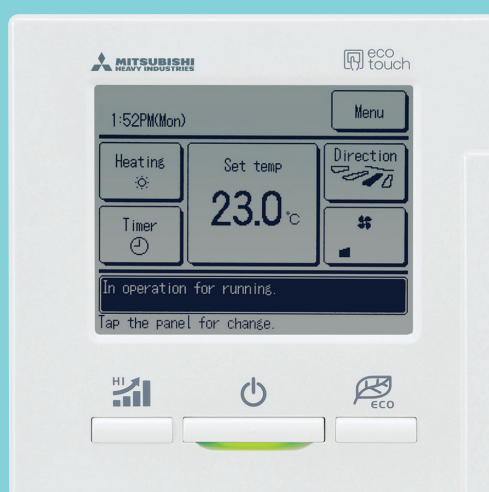 MITSUBISHI
HEAVY INDUSTRIES
eco
touch
1:52PM(Mon)
Menu
Heating
Set temp
Direction
23.0°C
Timer
In operation for running.
Tap the panel for change.
HI
ECO